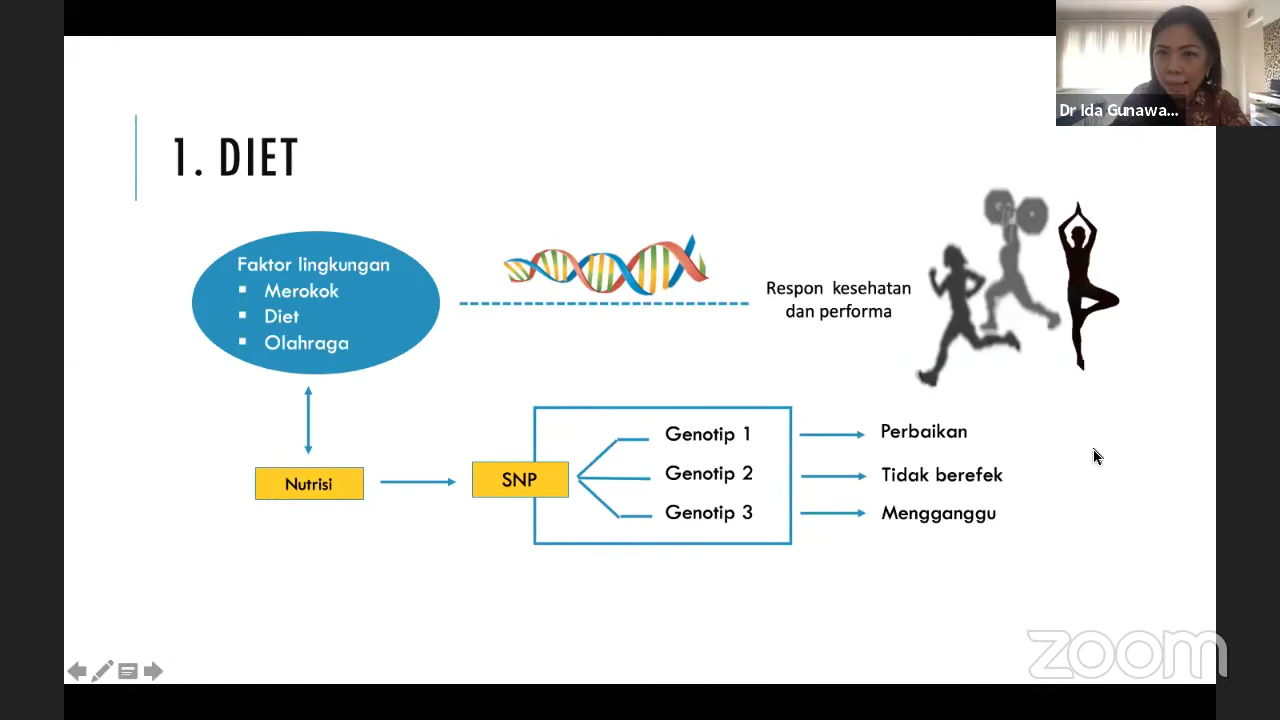 Dr Ida Gunawa...
1. DIET
Faktor lingkungan
▪ Merokok
▪ Diet
▪ Olahraga
Respon kesehatan
dan performa
Nutrisi
SNP
Genotip 1
Genotip 2
Genotip 3
Perbaikan
Tidak berefek
Mengganggu
zoom